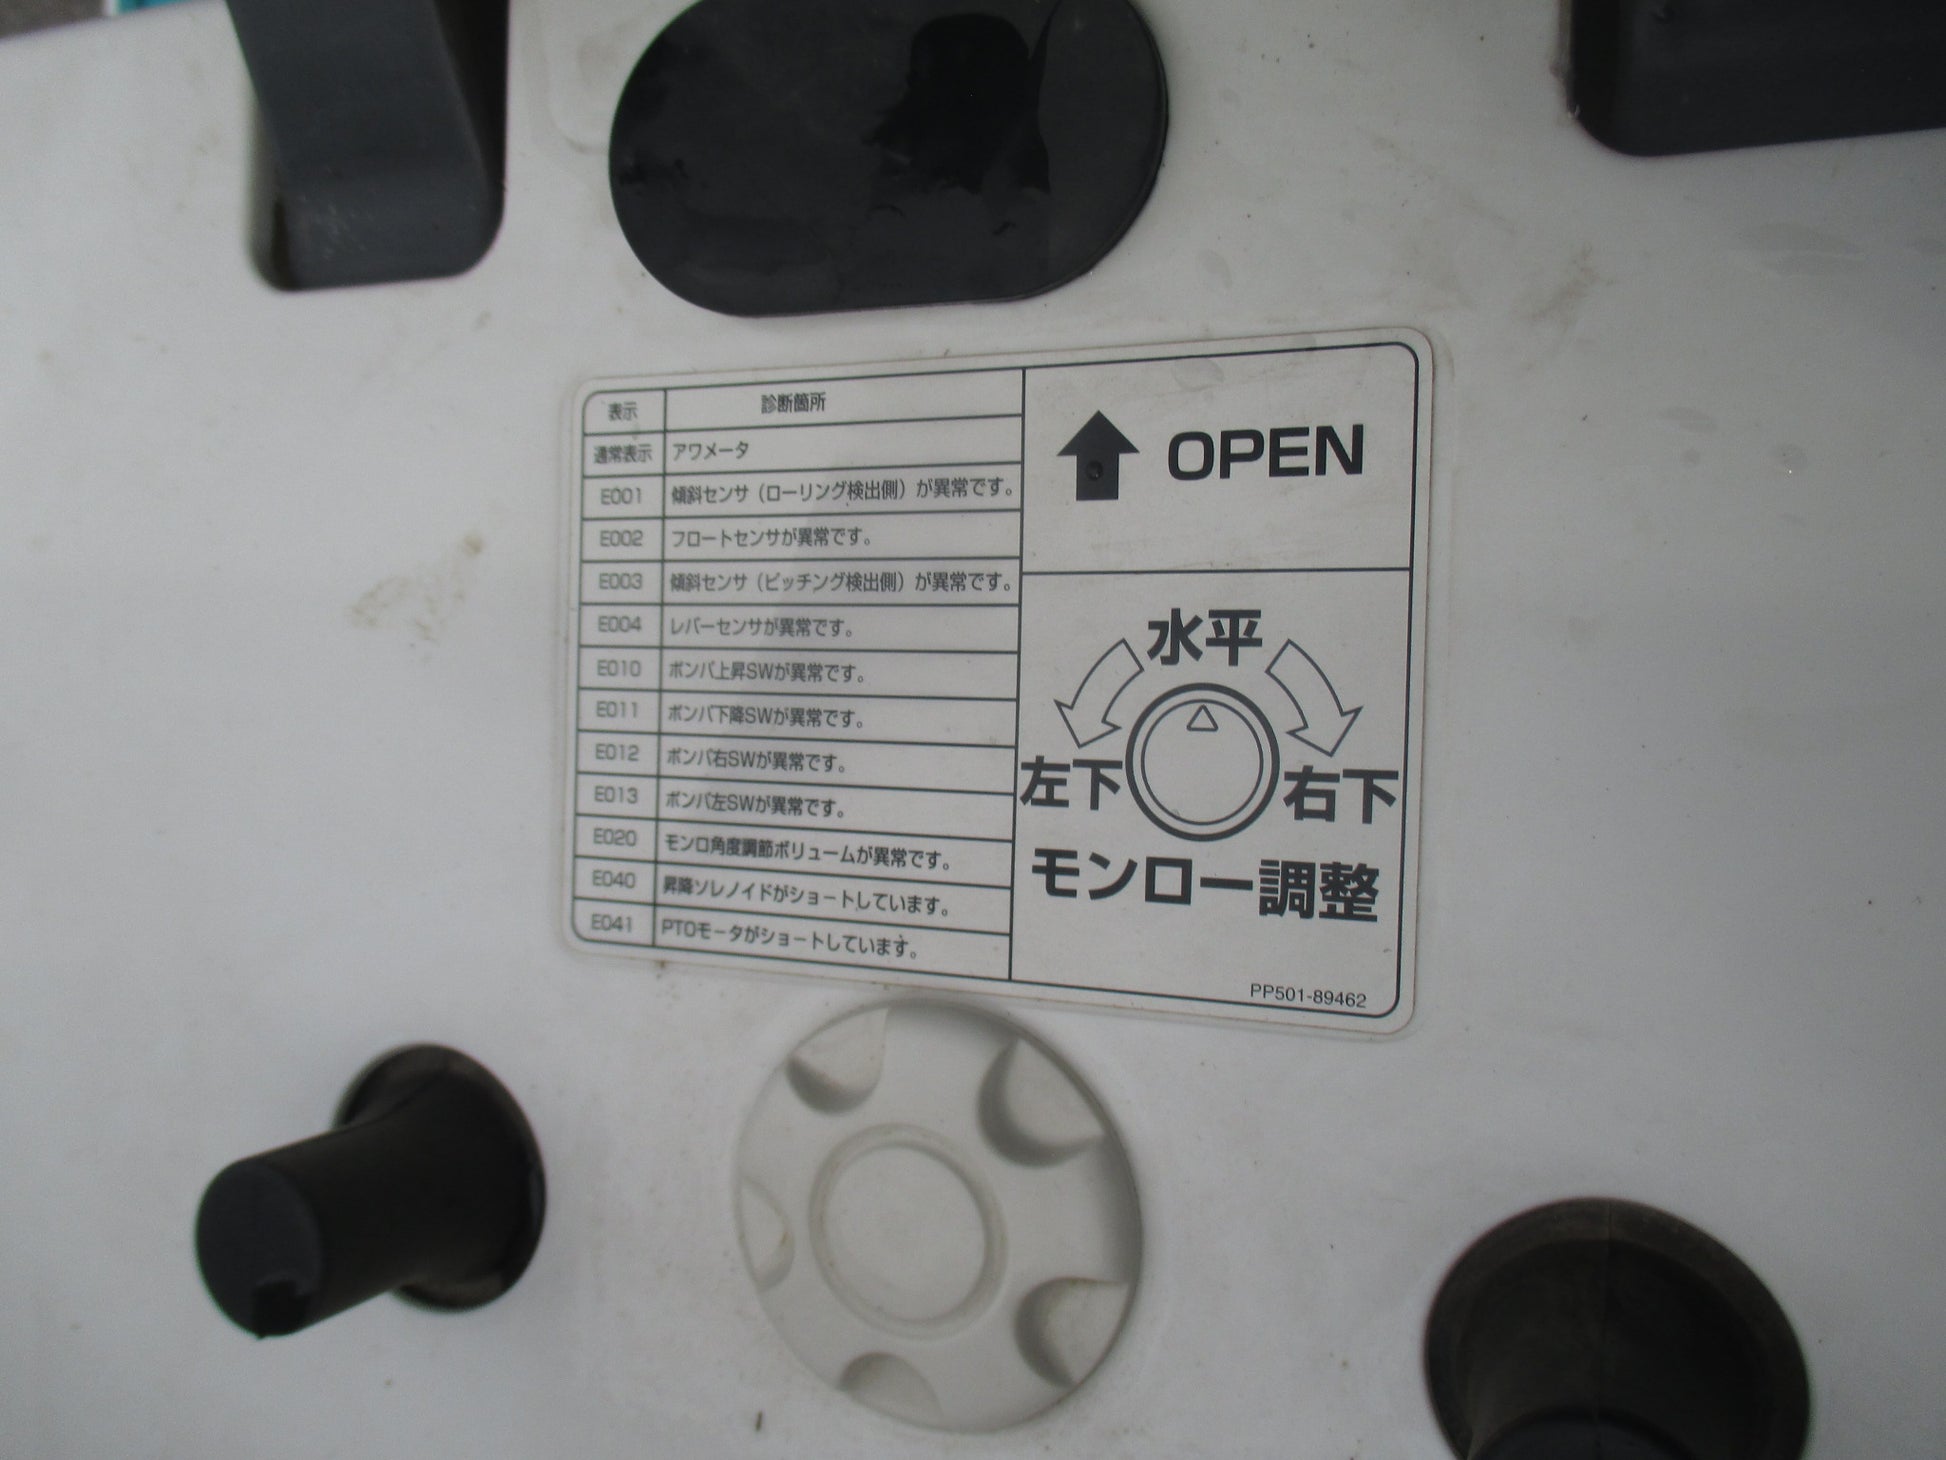 表示 診断箇所
通常表示 アワメータ
E001 傾斜センサ（ローリング検出側）が異常です。
E002 フロートセンサが異常です。
E003 傾斜センサ（ピッチング検出側）が異常です。
E004 レバーセンサが異常です。
E010 ポンパ上昇SWが異常です。
E011 ポンパ下降SWが異常です。
E012 ポンパ右SWが異常です。
E013 ポンパ左SWが異常です。
E020 モンロ角度調節ボリュームが異常です。
E040 昇降ソレノイドがショートしています。
E041 PTOモータがショートしています。
OPEN
水平
左下 右下
モンロー調整
PP501-89462